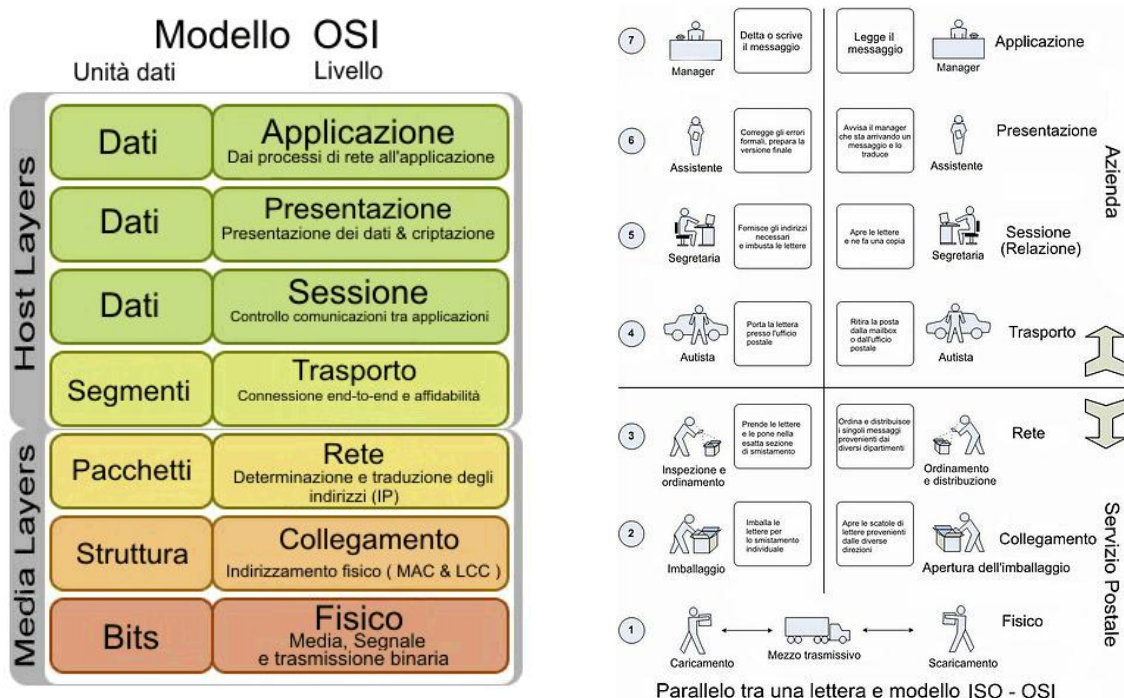 Modello OSI
Unità dati
Livello
Host Layers
Dati
Applicazione
Dai processi di rete all'applicazione
Dati
Presentazione
Presentazione dei dati & criptazione
Dati
Sessione
Controllo comunicazioni tra applicazioni
Segmenti
Trasporto
Connessione end-to-end e affidabilità
Media Layers
Pacchetti
Rete
Determinazione e traduzione degli
indirizzi (IP)
Struttura
Collegamento
Indirizzamento fisico ( MAC & LCC )
Bits
Fisico
Media, Segnale
e trasmissione binaria
7
Manager
Detta o scrive
il messaggio
Legge il
messaggio
Manager
Applicazione
6
Assistente
Corregge gli errori
formali, prepara la
versione finale
Avvisa il manager
che sta arrivando un
messaggio e lo
traduce
Assistente
Presentazione
Azienda
5
Segretaria
Fornisce gli indirizzi
necessari
e imbusta le lettere
Apre le lettere
e ne fa una copia
Segretaria
Sessione
(Relazione)
4
Autista
Porta la lettera
presso l'ufficio
postale
Ritira la posta
dalla mailbox
o dall'ufficio
postale
Autista
Trasporto
3
Inspezione e
ordinamento
Prende le lettere
e le pone nella
esatta sezione
di smistamento
Ordina e distribuisce
i singoli messaggi
provenienti dai
diversi dipartimenti
Ordinamento
e distribuzione
Rete
Servizio Postale
2
Imballaggio
Imballa le
lettere per
lo smistamento
individuale
Apre le scatole di
lettere provenienti
dalle diverse
direzioni
Apertura dell'imballaggio
Collegamento
1
Caricamento
Mezzo trasmissivo
Scaricamento
Fisico
Parallelo tra una lettera e modello ISO - OSI